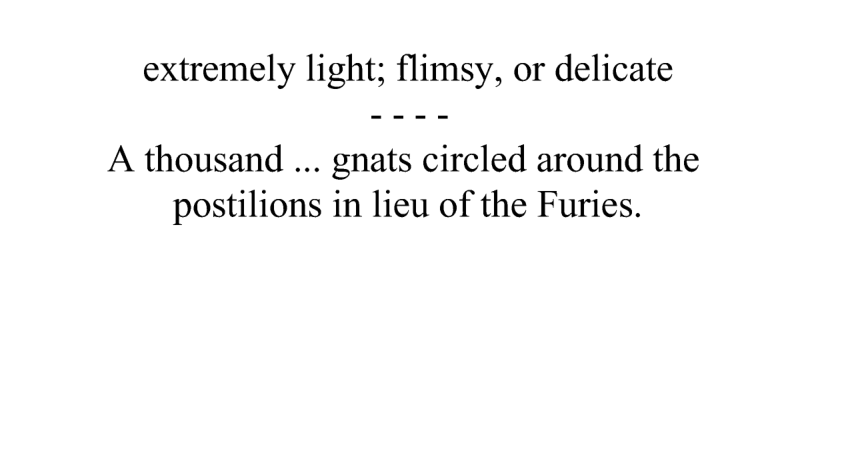 extremely light; flimsy, or delicate
- - - -
A thousand ... gnats circled around the
postilions in lieu of the Furies.